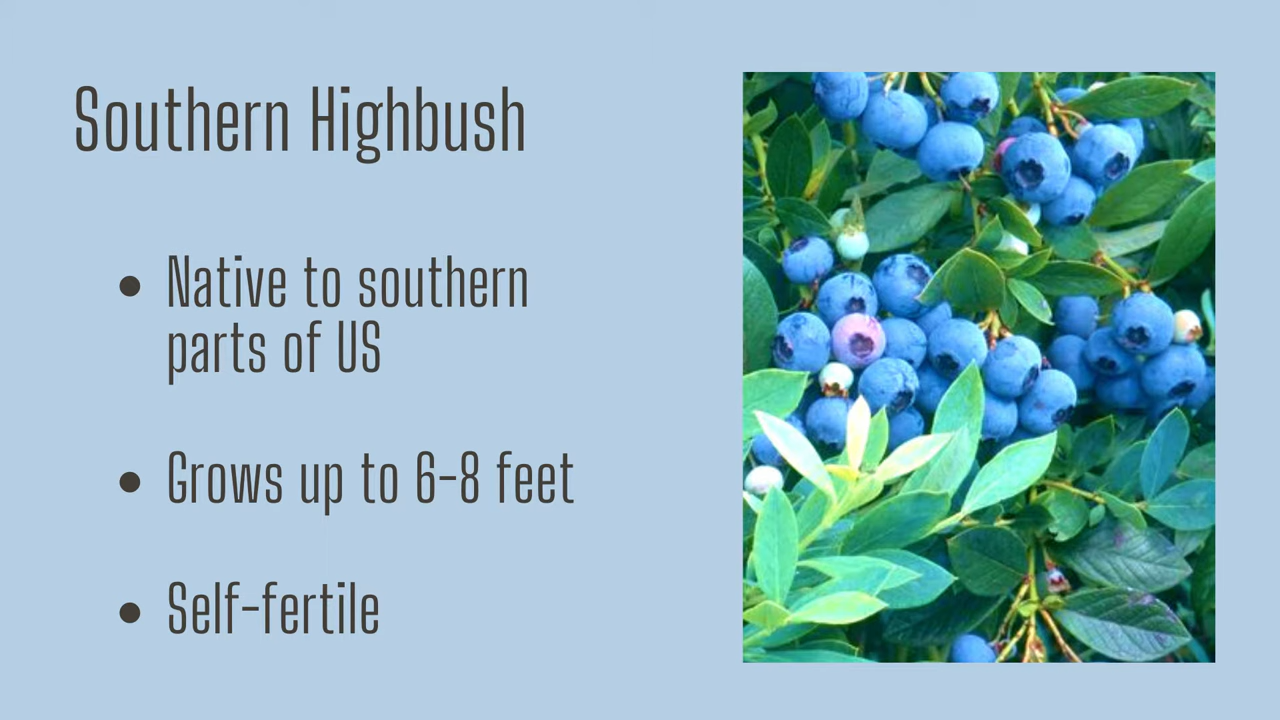 Southern Highbush
• Native to southern
parts of US
• Grows up to 6-8 feet
• Self-fertile